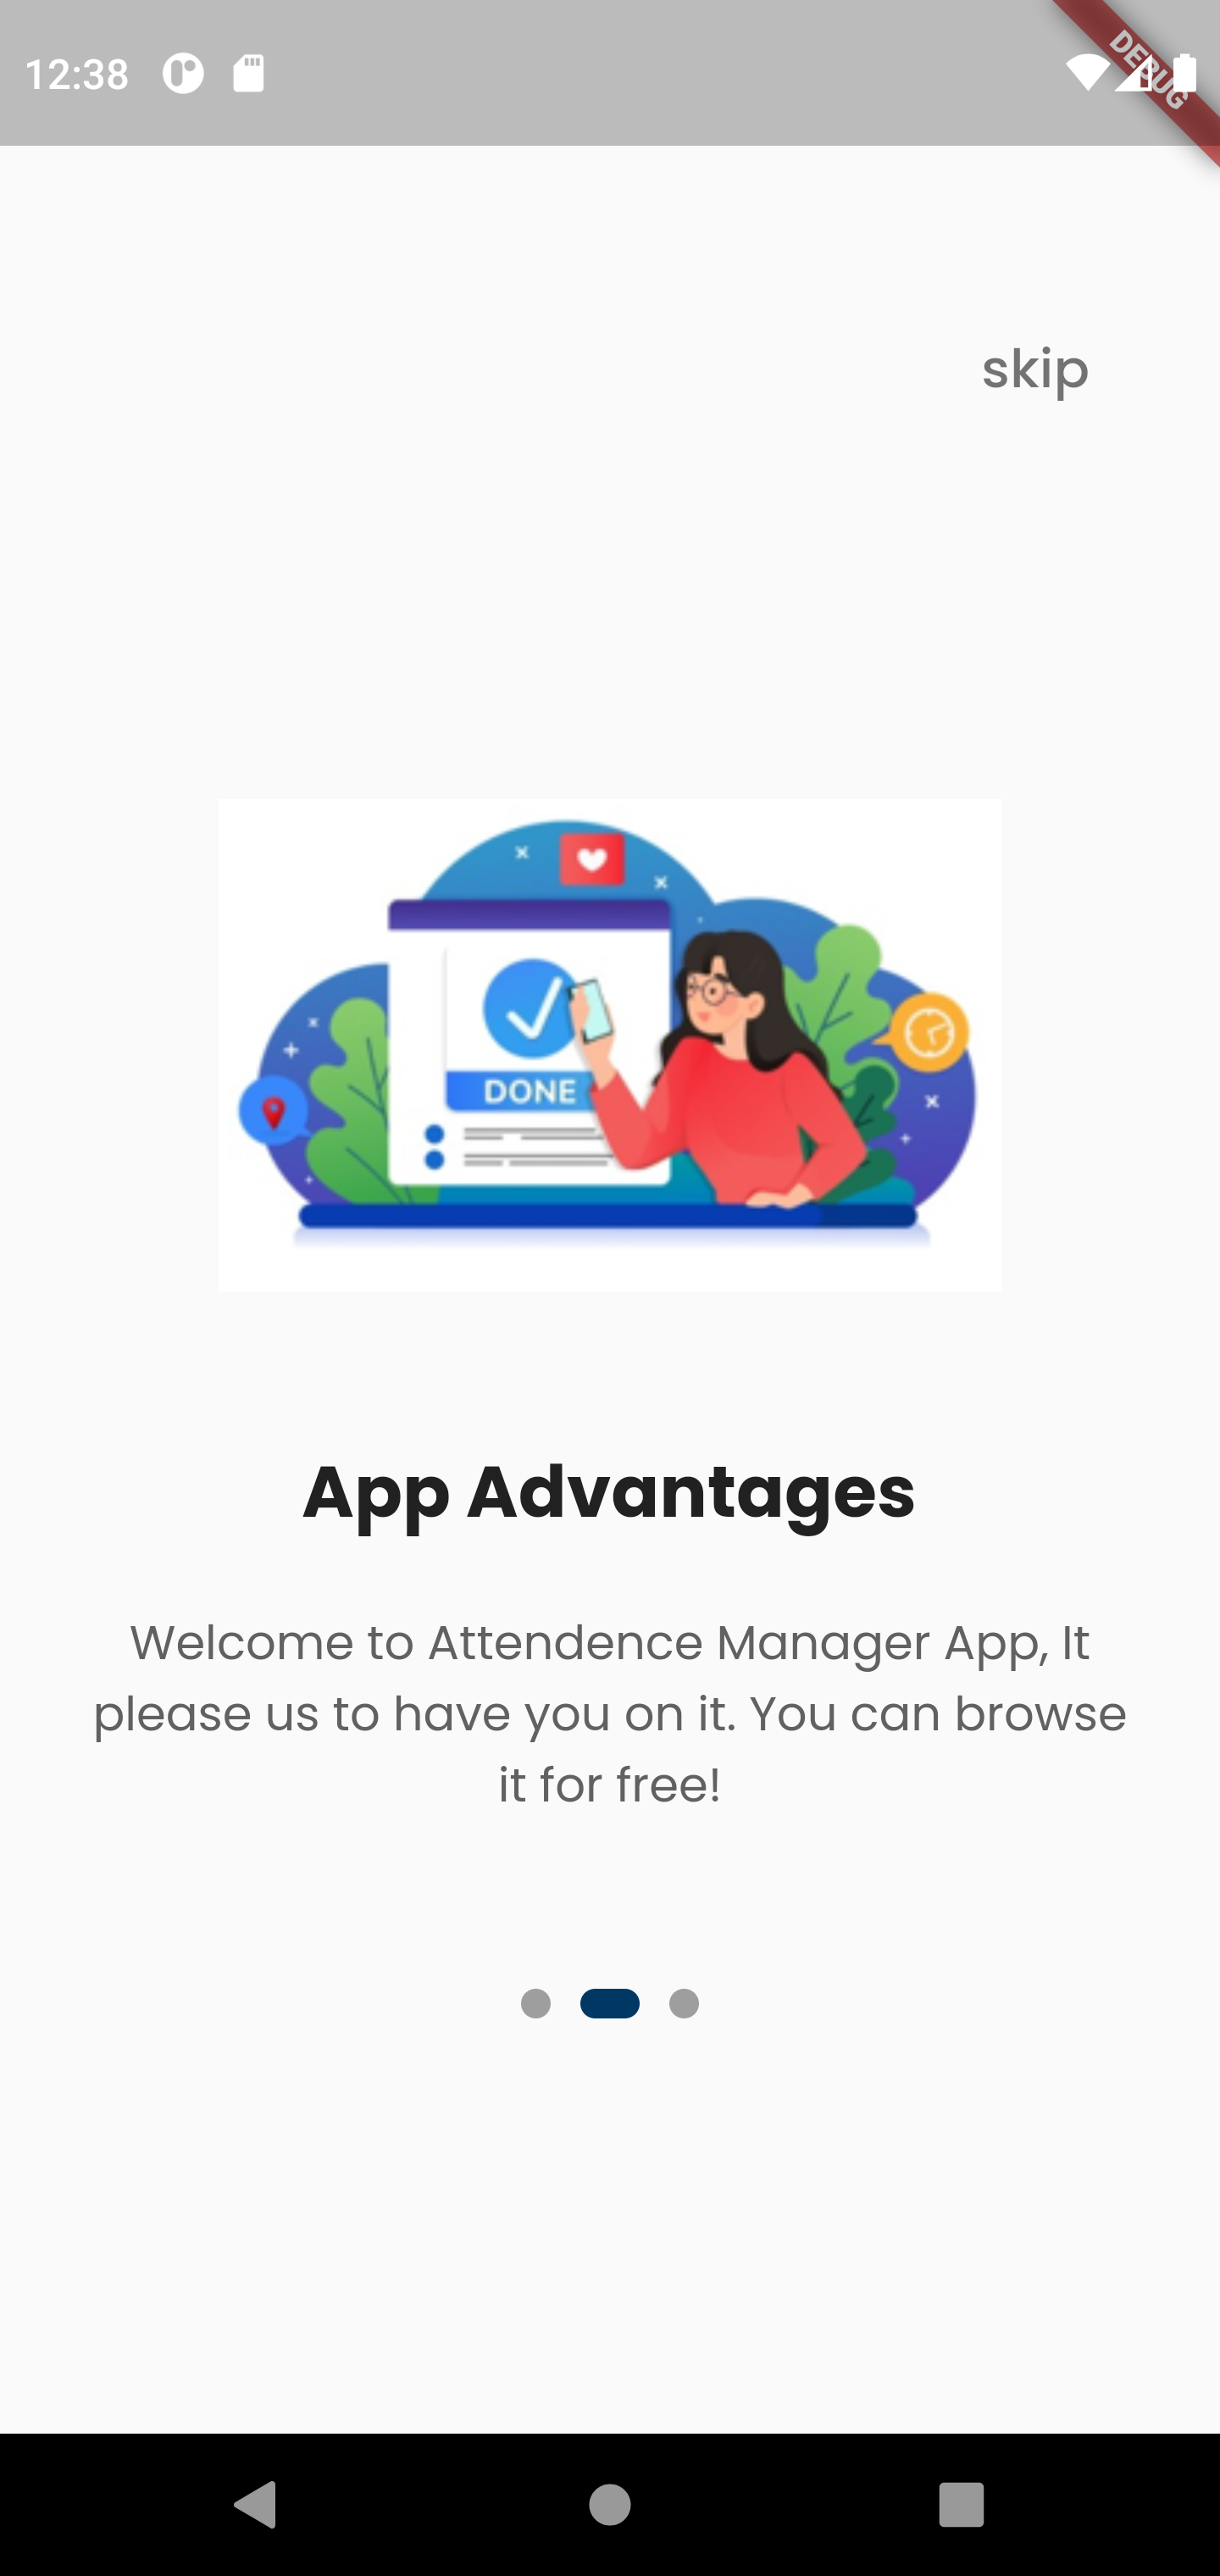 12:38
DEBUG
skip
DONE
App Advantages
Welcome to Attendence Manager App, It
please us to have you on it. You can browse
it for free!